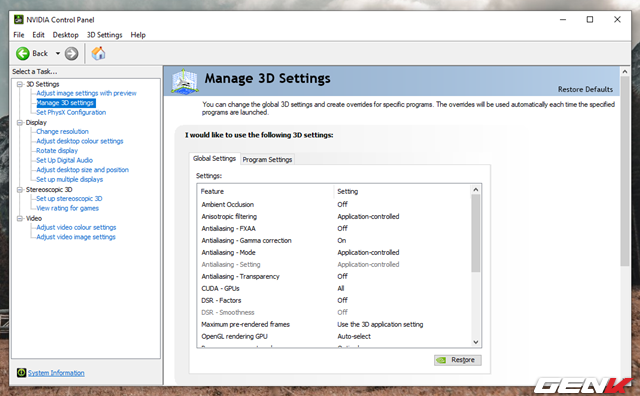 NVIDIA Control Panel
File Edit Desktop 3D Settings Help
Back
Select a Task...
3D Settings
Adjust image settings with preview
Manage 3D settings
Set PhysX Configuration
Display
Change resolution
Adjust desktop colour settings
Rotate display
Set Up Digital Audio
Adjust desktop size and position
Set up multiple displays
Stereoscopic 3D
Set up stereoscopic 3D
View rating for games
Video
Adjust video colour settings
Adjust video image settings
System Information
Manage 3D Settings
Restore Defaults
You can change the global 3D settings and create overrides for specific programs. The overrides will be used automatically each time the specified
programs are launched.
I would like to use the following 3D settings:
Global Settings Program Settings
Settings:
Feature Setting
Ambient Occlusion Off
Anisotropic filtering Application-controlled
Antialiasing - FXAA Off
Antialiasing - Gamma correction On
Antialiasing - Mode Application-controlled
Antialiasing - Setting Application-controlled
Antialiasing - Transparency Off
CUDA - GPUs All
DSR - Factors Off
DSR - Smoothness Off
Maximum pre-rendered frames Use the 3D application setting
OpenGL rendering GPU Auto-select
Restore
GENK